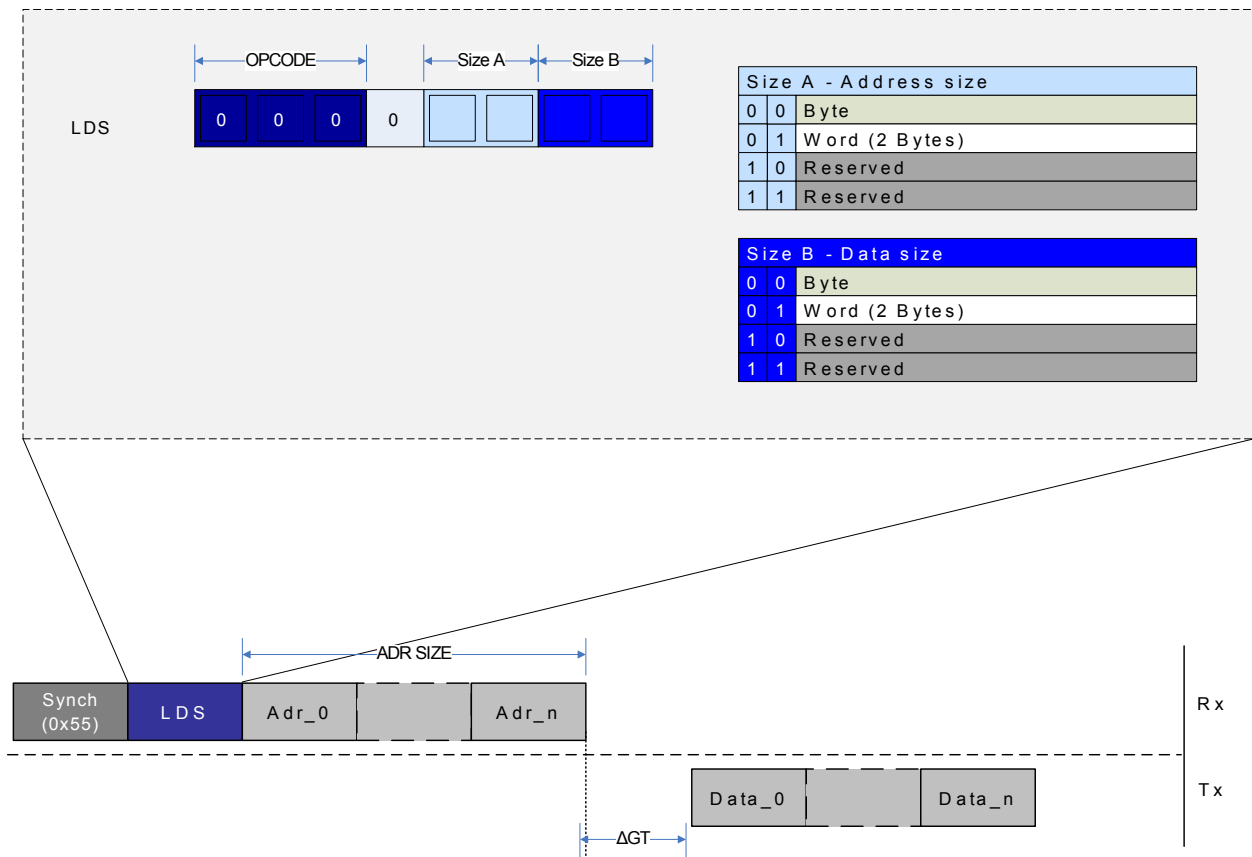 OPCODE Size A Size B
LDS
0 0 0 0
Size A - Address size
0 0 Byte
0 1 Word (2 Bytes)
1 0 Reserved
1 1 Reserved
Size B - Data size
0 0 Byte
0 1 Word (2 Bytes)
1 0 Reserved
1 1 Reserved
ADR SIZE
Synch
(0x55)
LDS
Adr_0
Adr_n
Rx
Data_0
Data_n
Tx
ΔGT